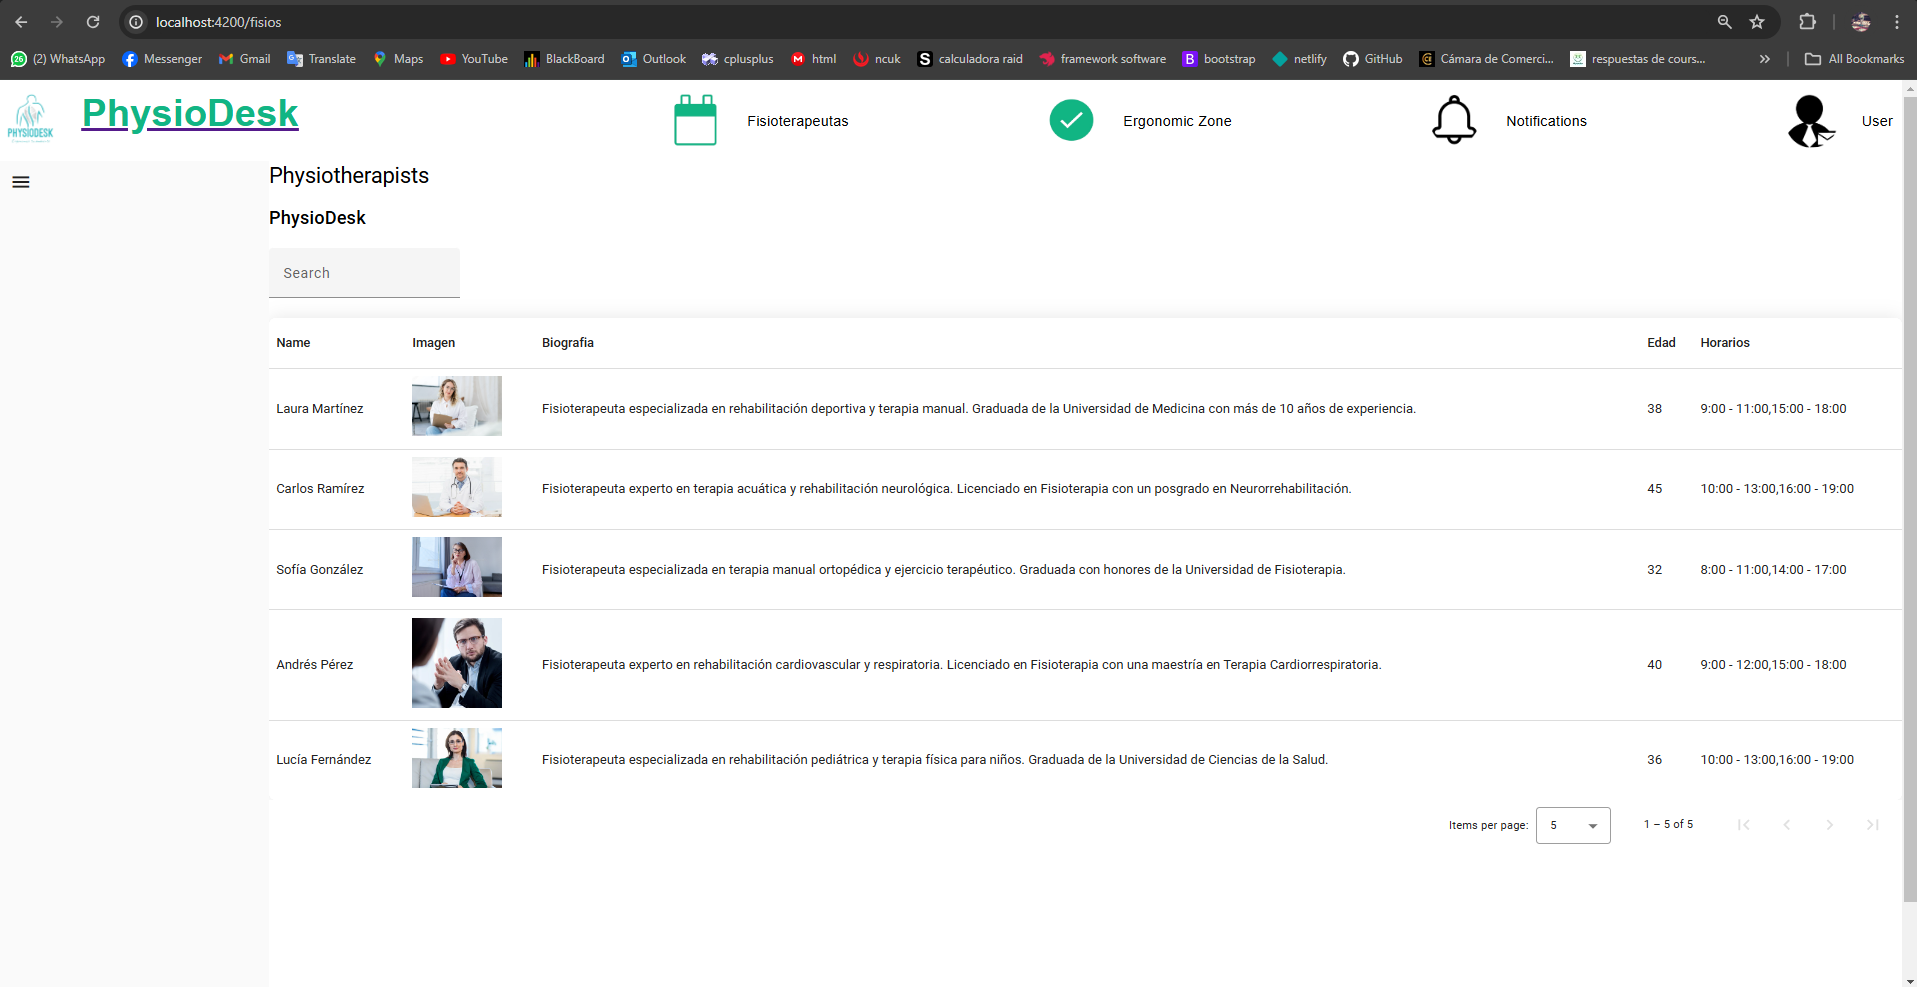 localhost:4200/fisios
(2) WhatsApp Messenger Gmail Translate Maps YouTube BlackBoard Outlook cplusplus html ncuk calculadora raid framework software bootstrap netlify GitHub Cámara de Comerci... respuestas de cours... All Bookmarks
PHYSIODESK
PhysioDesk
Fisioterapeutas
Ergonomic Zone
Notifications
User
Physiotherapists
PhysioDesk
Search
Name Imagen Biografia Edad Horarios
Laura Martínez Fisioterapeuta especializada en rehabilitación deportiva y terapia manual. Graduada de la Universidad de Medicina con más de 10 años de experiencia. 38 9:00 - 11:00,15:00 - 18:00
Carlos Ramírez Fisioterapeuta experto en terapia acuática y rehabilitación neurológica. Licenciado en Fisioterapia con un posgrado en Neurorrehabilitación. 45 10:00 - 13:00,16:00 - 19:00
Sofía González Fisioterapeuta especializada en terapia manual ortopédica y ejercicio terapéutico. Graduada con honores de la Universidad de Fisioterapia. 32 8:00 - 11:00,14:00 - 17:00
Andrés Pérez Fisioterapeuta experto en rehabilitación cardiovascular y respiratoria. Licenciado en Fisioterapia con una maestría en Terapia Cardiorrespiratoria. 40 9:00 - 12:00,15:00 - 18:00
Lucía Fernández Fisioterapeuta especializada en rehabilitación pediátrica y terapia física para niños. Graduada de la Universidad de Ciencias de la Salud. 36 10:00 - 13:00,16:00 - 19:00
Items per page: 5 1 – 5 of 5